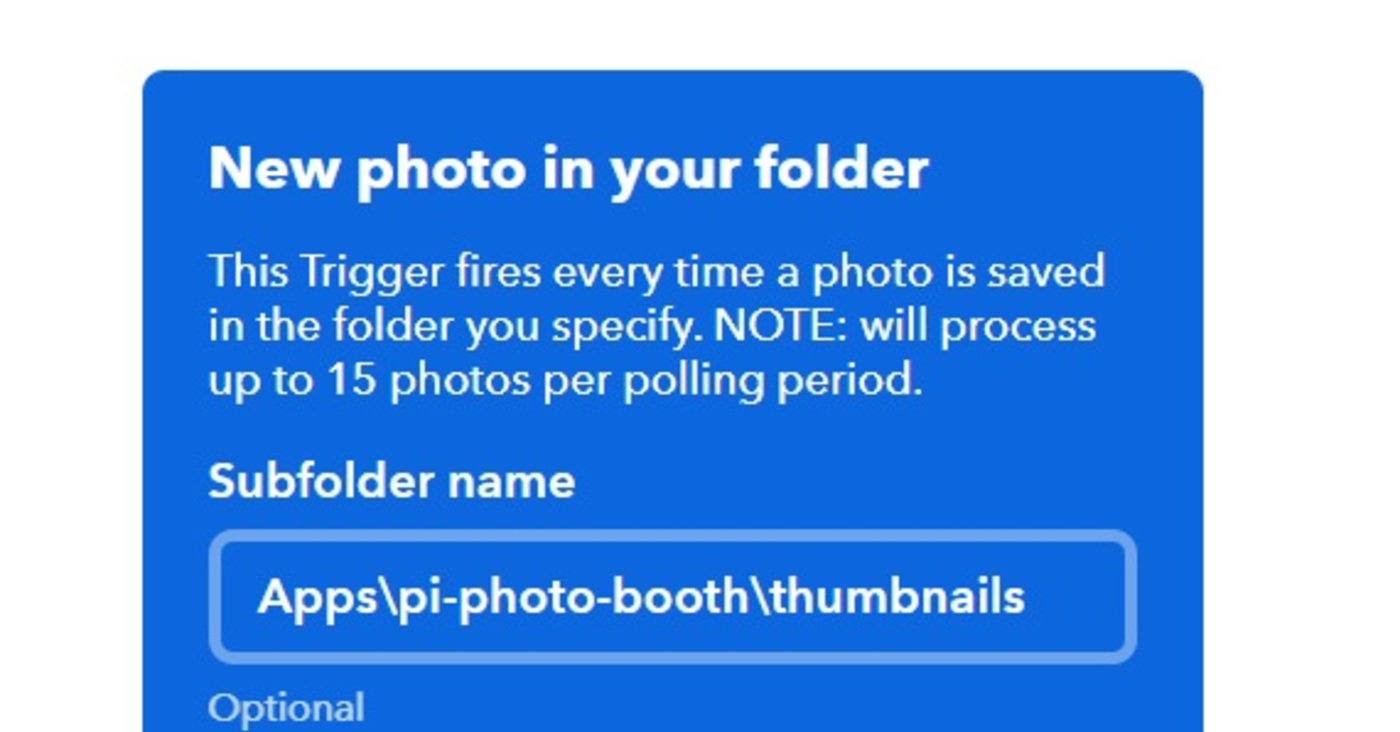 New photo in your folder
This Trigger fires every time a photo is saved
in the folder you specify. NOTE: will process
up to 15 photos per polling period.
Subfolder name
Apps\pi-photo-booth\thumbnails
Optional